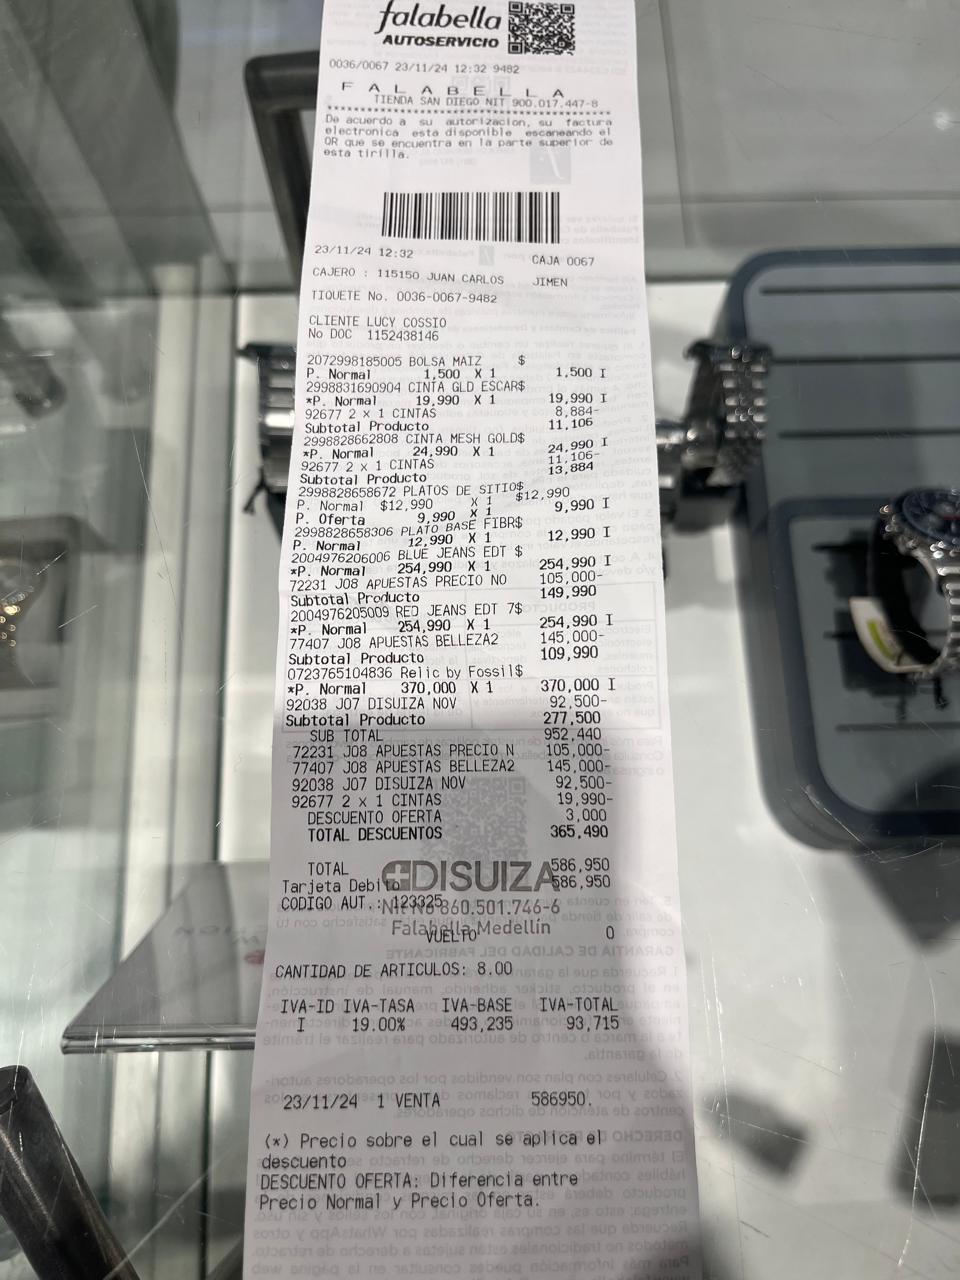 falabella
AUTOSERVICIO
0036/0067 23/11/24 12:32 9482
F A L A B E L L A
TIENDA SAN DIEGO NIT 900.017.447-8
De acuerdo a su autorizacion, su factura
electronica esta disponible escaneando el
QR que se encuentra en la parte superior de
esta tirilla.
23/11/24 12:32 CAJA 0067
CAJERO : 115150 JUAN CARLOS JIMEN
TIQUETE No. 0036-0067-9482
CLIENTE LUCY COSSIO
No DOC 1152438146
2072998185005 BOLSA MAIZ $
P. Normal 1,500 X 1 1,500 I
2998831690904 CINTA GLD ESCAR$
*P. Normal 19,990 X 1 19,990 I
92677 2 x 1 CINTAS 8,884-
Subtotal Producto 11,106
2998828662808 CINTA MESH GOLD$
*P. Normal 24,990 X 1 24,990 I
92677 2 x 1 CINTAS 11,106-
Subtotal Producto 13,884
2998828658672 PLATOS DE SITIO$
P. Normal $12,990 X 1 $12,990
P. Oferta 9,990 X 1 9,990 I
2998828658306 PLATO BASE FIBR$
P. Normal 12,990 X 1 12,990 I
2004976206006 BLUE JEANS EDT $
*P. Normal 254,990 X 1 254,990 I
72231 J08 APUESTAS PRECIO NO 105,000-
Subtotal Producto 149,990
2004976205009 RED JEANS EDT 7$
*P. Normal 254,990 X 1 254,990 I
77407 J08 APUESTAS BELLEZA2 145,000-
Subtotal Producto 109,990
0723765104836 Relic by Fossil$
*P. Normal 370,000 X 1 370,000 I
92038 J07 DISUIZA NOV 92,500-
Subtotal Producto 277,500
SUB TOTAL 952,440
72231 J08 APUESTAS PRECIO N 105,000-
77407 J08 APUESTAS BELLEZA2 145,000-
92038 J07 DISUIZA NOV 92,500-
92677 2 x 1 CINTAS 19,990-
DESCUENTO OFERTA 3,000
TOTAL DESCUENTOS 365,490
TOTAL 586,950
DISUIZA
Tarjeta Debito 586,950
CODIGO AUT.: 123325
Nit No 860.501.746-6
Falabella Medellín
VUELTO 0
CANTIDAD DE ARTICULOS: 8.00
IVA-ID IVA-TASA IVA-BASE IVA-TOTAL
I 19.00% 493,235 93,715
23/11/24 1 VENTA 586950.
(*) Precio sobre el cual se aplica el
descuento
DESCUENTO OFERTA: Diferencia entre
Precio Normal y Precio Oferta.